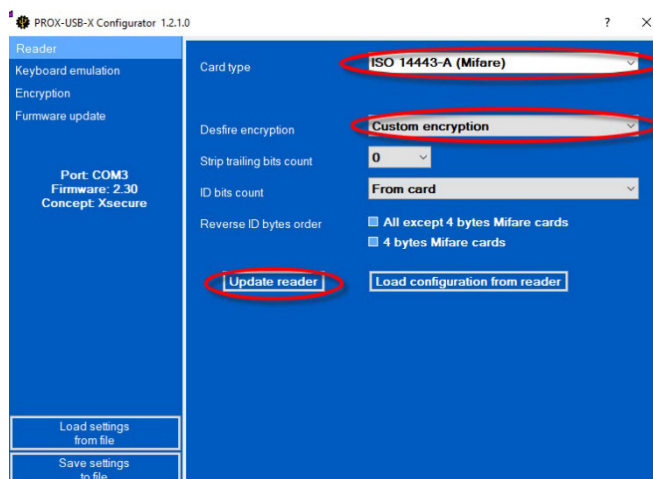 PROX-USB-X Configurator 1.2.1.0 ? X
Reader
Keyboard emulation
Encryption
Furmware update
Port: COM3
Firmware: 2.30
Concept: Xsecure
Load settings
from file
Save settings
to file
Card type ISO 14443-A (Mifare)
Desfire encryption Custom encryption
Strip trailing bits count 0
ID bits count From card
Reverse ID bytes order All except 4 bytes Mifare cards
4 bytes Mifare cards
Update reader Load configuration from reader